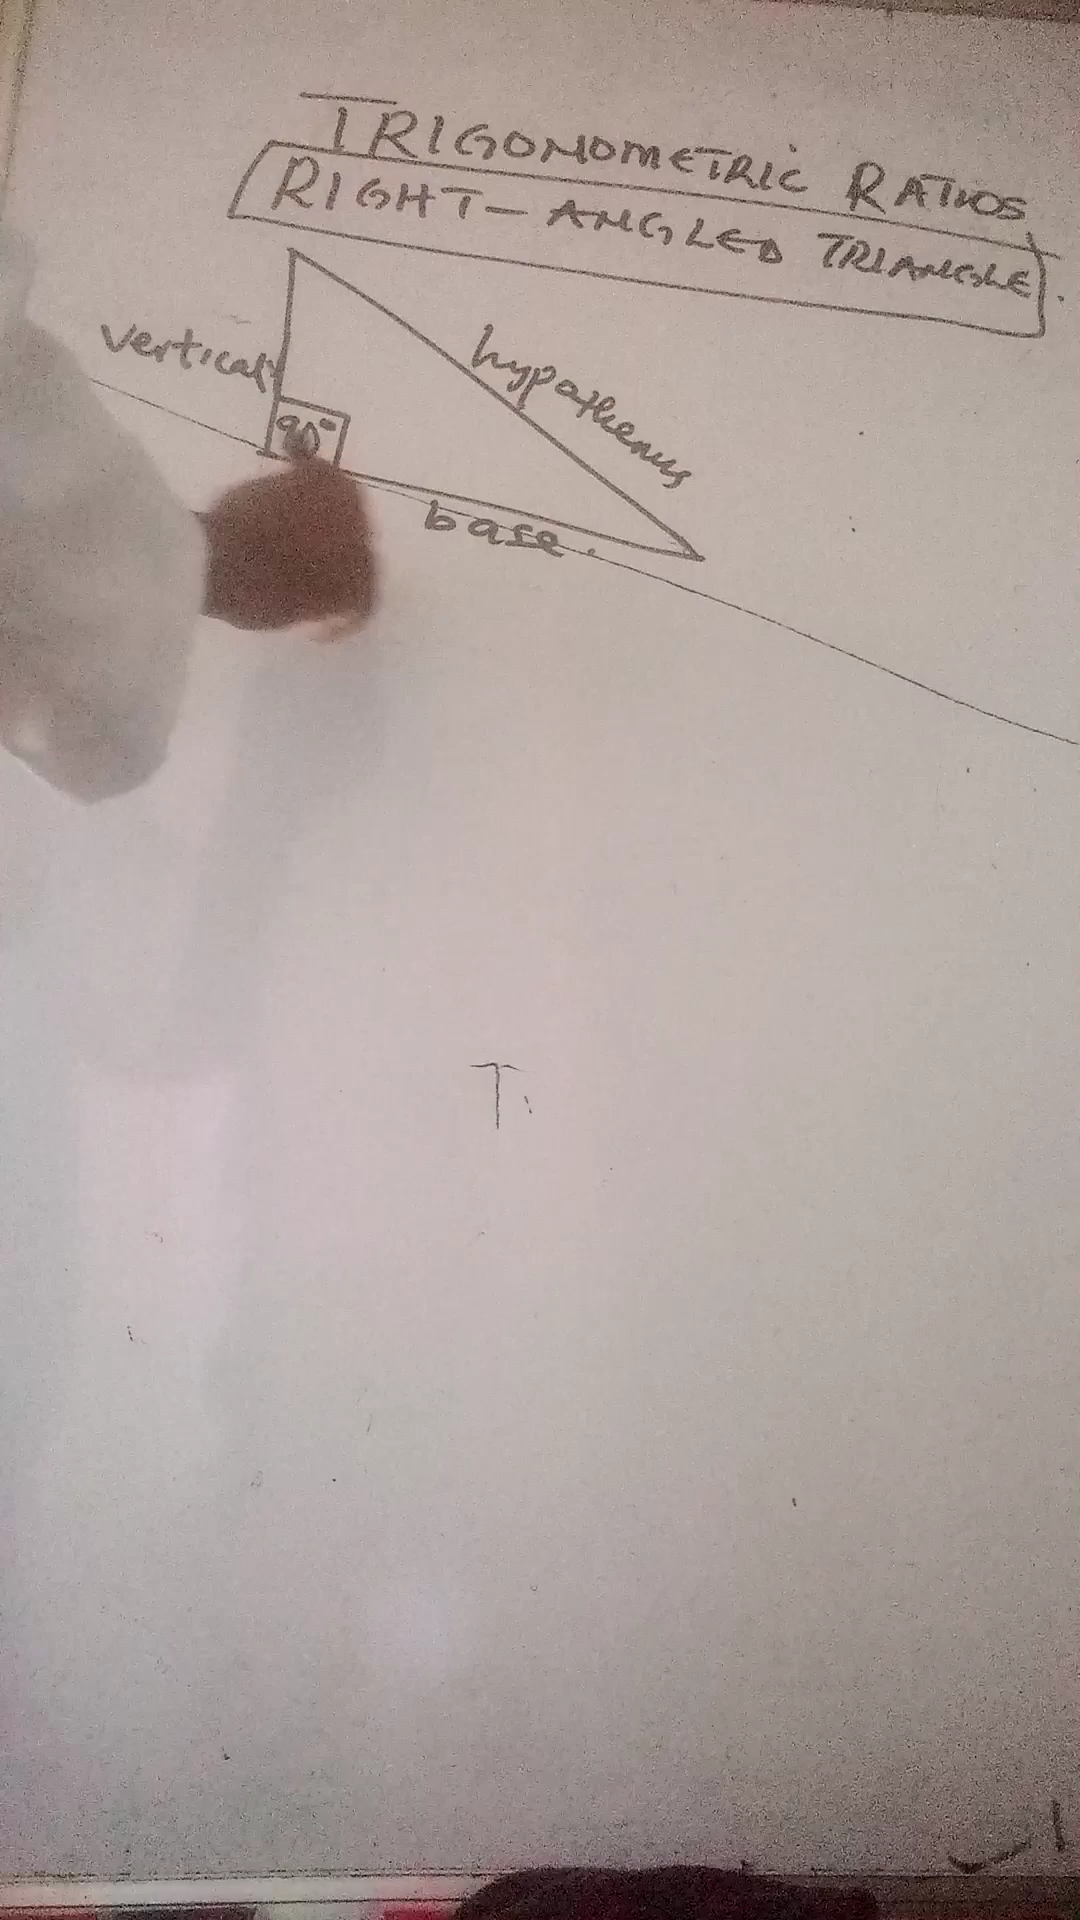 TRIGONOMETRIC RATIOS
RIGHT-ANGLED TRIANGLE.
vertical
hypothenus
90°
base.
T